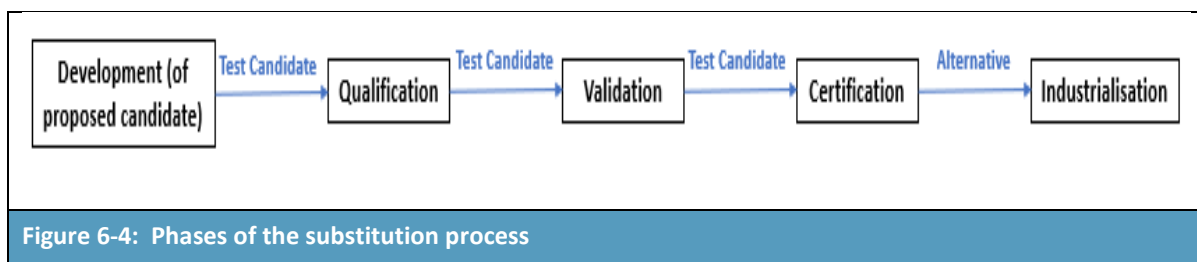 Development (of
proposed candidate)
Test Candidate
Qualification
Test Candidate
Validation
Test Candidate
Certification
Alternative
Industrialisation
Figure 6-4: Phases of the substitution process